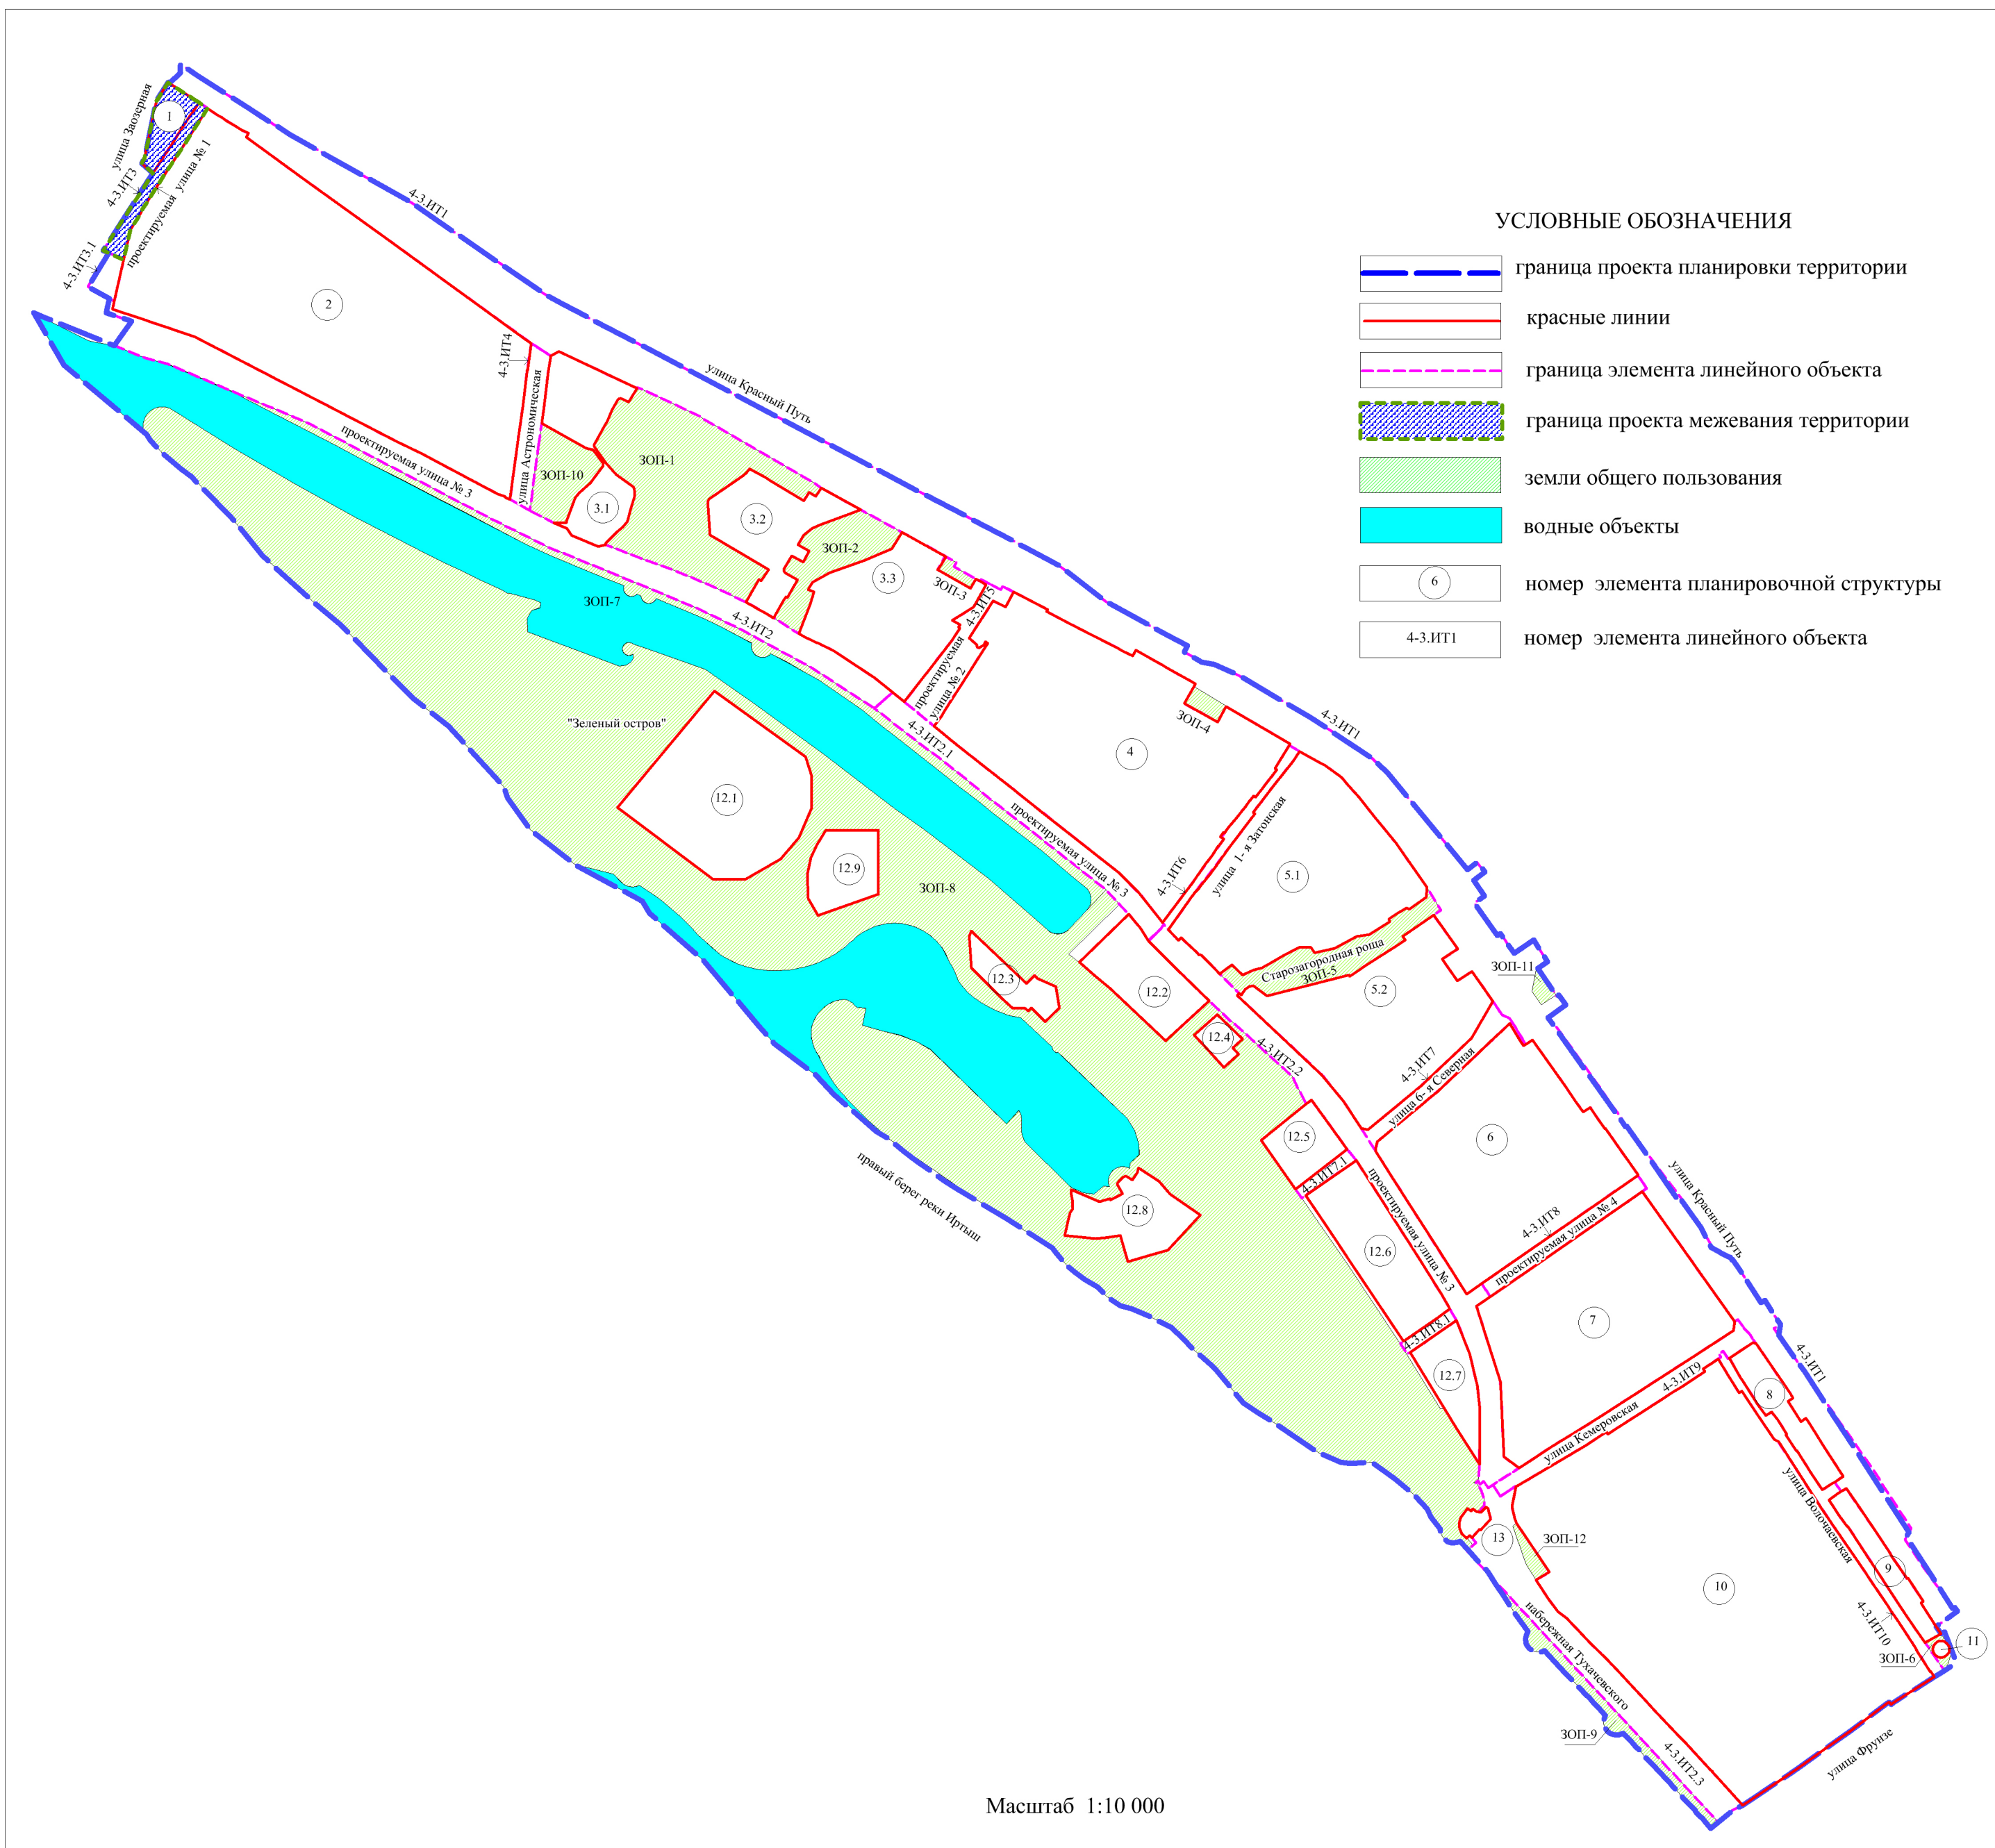 УСЛОВНЫЕ ОБОЗНАЧЕНИЯ
граница проекта планировки территории
красные линии
граница элемента линейного объекта
граница проекта межевания территории
земли общего пользования
водные объекты
6
номер элемента планировочной структуры
4-3.ИТ1
номер элемента линейного объекта
улица Заозерная
1
4-3.ИТ3
проектируемая улица № 1
4-3.ИТ3.1
2
4-3.ИТ1
4-3.ИТ4
улица Астрономическая
улица Красный Путь
проектируемая улица № 3
ЗОП-1
ЗОП-10
3.1
3.2
ЗОП-2
3.3
ЗОП-3
4-3.ИТ5
проектируемая
улица № 2
ЗОП-7
4-3.ИТ2
"Зеленый остров"
4-3.ИТ2.1
4
ЗОП-4
4-3.ИТ1
12.1
12.9
ЗОП-8
проектируемая улица № 3
4-3.ИТ6
улица 1- я Затонская
5.1
Старозагородная роща
ЗОП-5
5.2
ЗОП-11
12.3
12.2
12.4
4-3.ИТ2.2
4-3.ИТ7
улица 6- я Северная
6
12.5
4-3.ИТ7.1
правый берег реки Иртыш
12.8
12.6
проектируемая улица № 3
4-3.ИТ8
проектируемая улица № 4
улица Красный Путь
7
4-3.ИТ8.1
12.7
4-3.ИТ1
4-3.ИТ9
улица Кемеровская
8
улица Волочаевская
13
ЗОП-12
9
10
4-3.ИТ10
11
ЗОП-6
набережная Тухачевского
ЗОП-9
4-3.ИТ2.3
улица Фрунзе
Масштаб 1:10 000